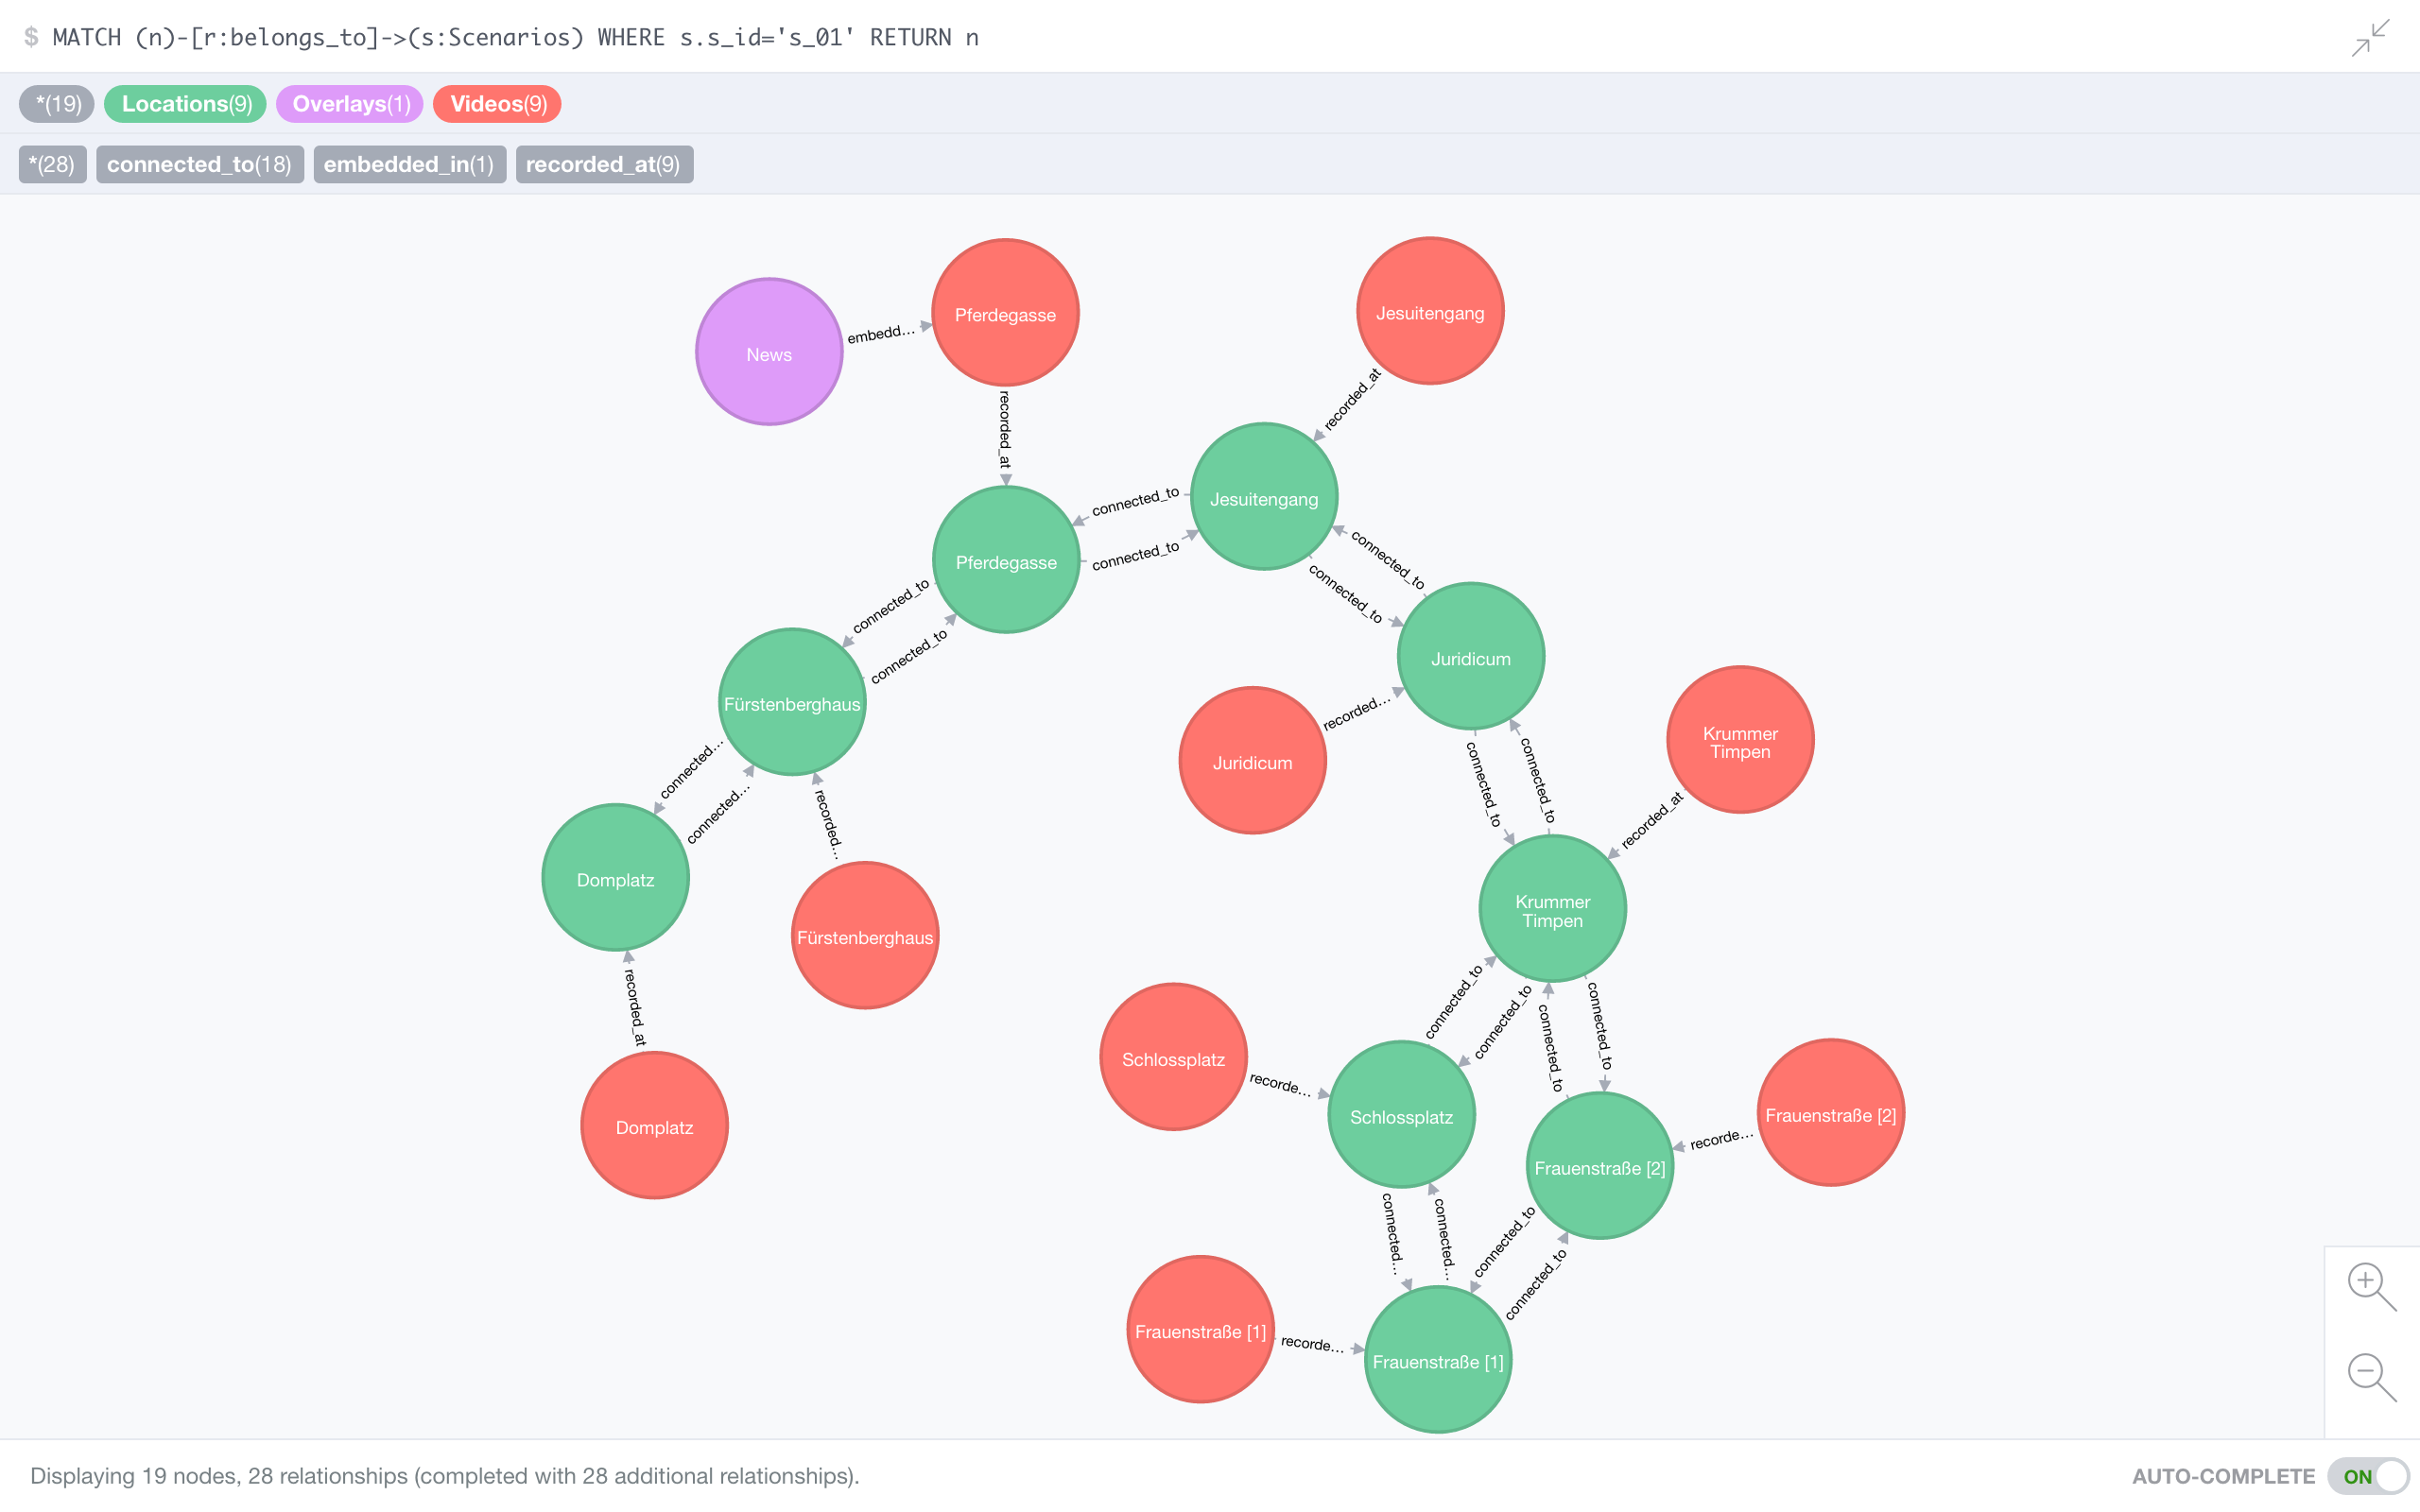 $ MATCH (n)-[r:belongs_to]->(s:Scenarios) WHERE s.s_id='s_01' RETURN n
*(19) Locations(9) Overlays(1) Videos(9)
*(28) connected_to(18) embedded_in(1) recorded_at(9)
Pferdegasse
Jesuitengang
News
embedd...
recorded_at
recorded_at
Jesuitengang
connected_to
connected_to
Pferdegasse
connected_to
connected_to
connected_to
connected_to
Juridicum
Fürstenberghaus
recorded...
Juridicum
Krummer
Timpen
connected...
connected...
recorded...
connected_to
connected_to
recorded_at
Domplatz
Fürstenberghaus
Krummer
Timpen
recorded_at
connected_to
connected_to
connected_to
connected_to
Schlossplatz
recorde...
Schlossplatz
Domplatz
Frauenstraße [2]
recorde...
Frauenstraße [2]
connected...
connected...
connected_to
connected_to
Frauenstraße [1]
recorde...
Frauenstraße [1]
Displaying 19 nodes, 28 relationships (completed with 28 additional relationships).
AUTO-COMPLETE ON